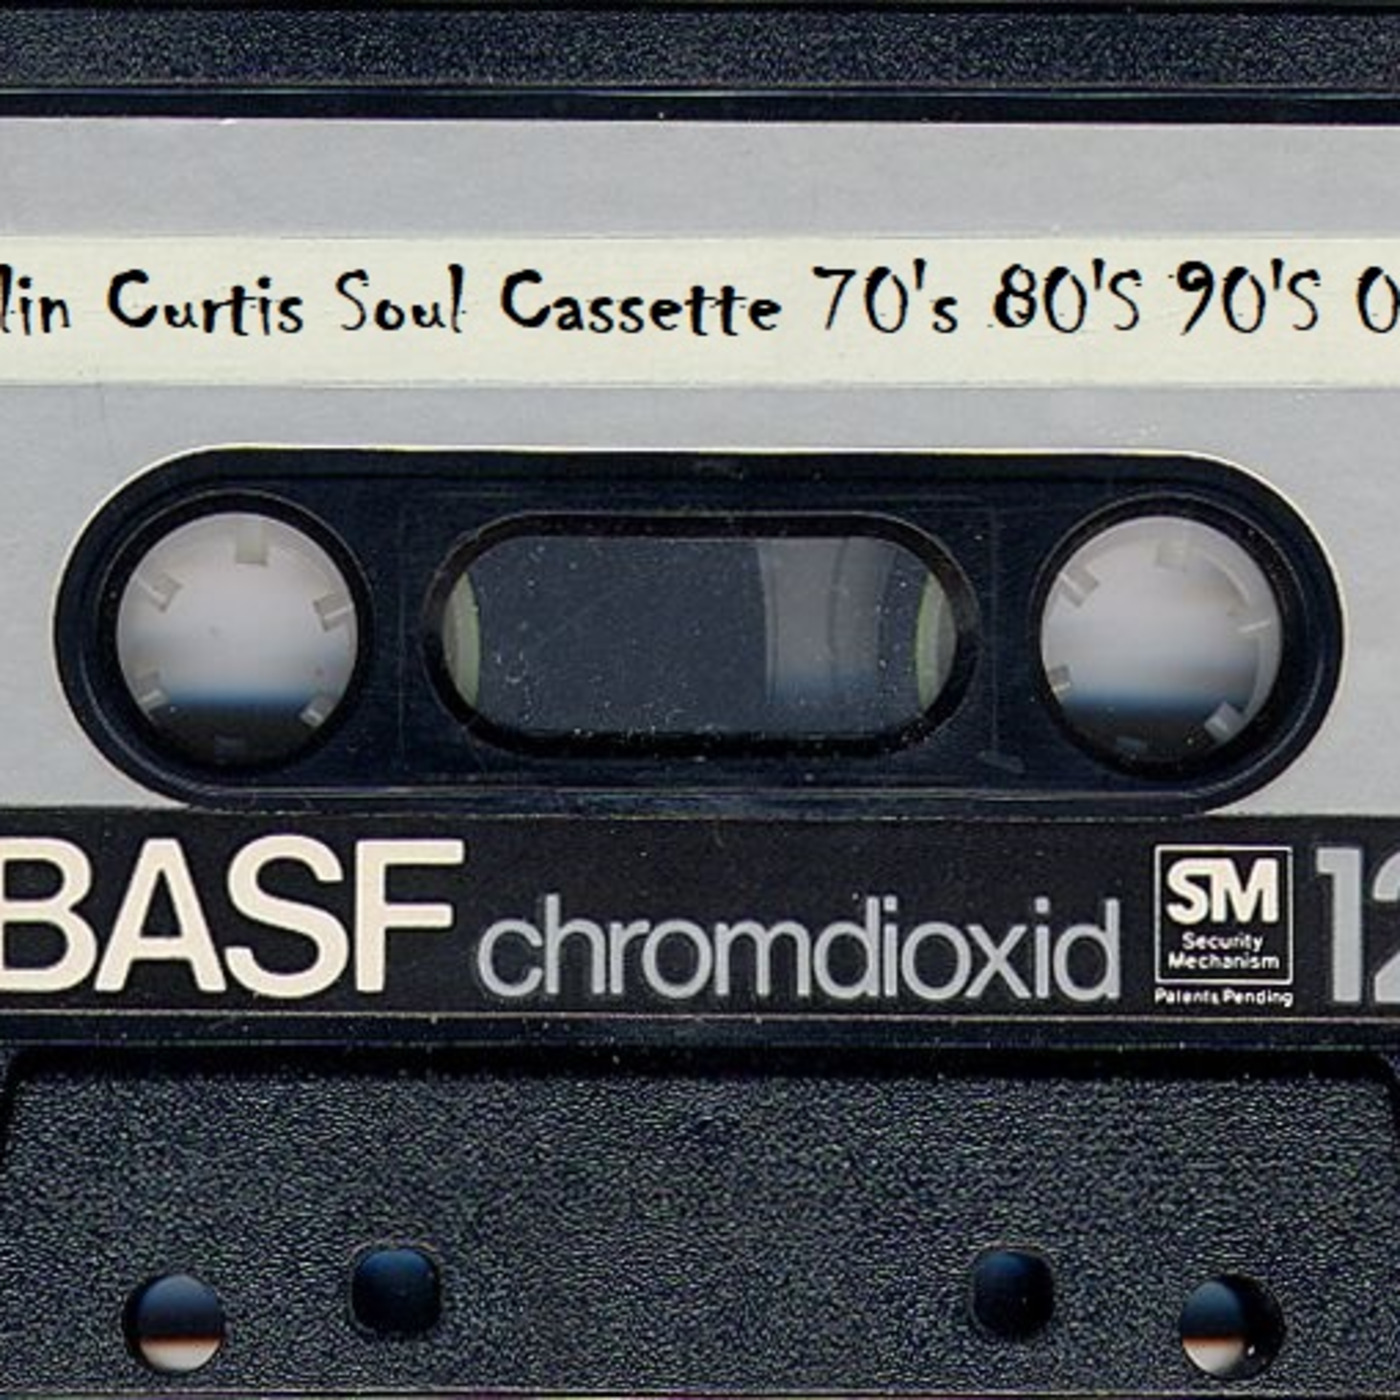 lin Curtis Soul Cassette 70's 80'S 90'S 0
BASF chromdioxid
SM
Security
Mechanism
Patents Pending
12